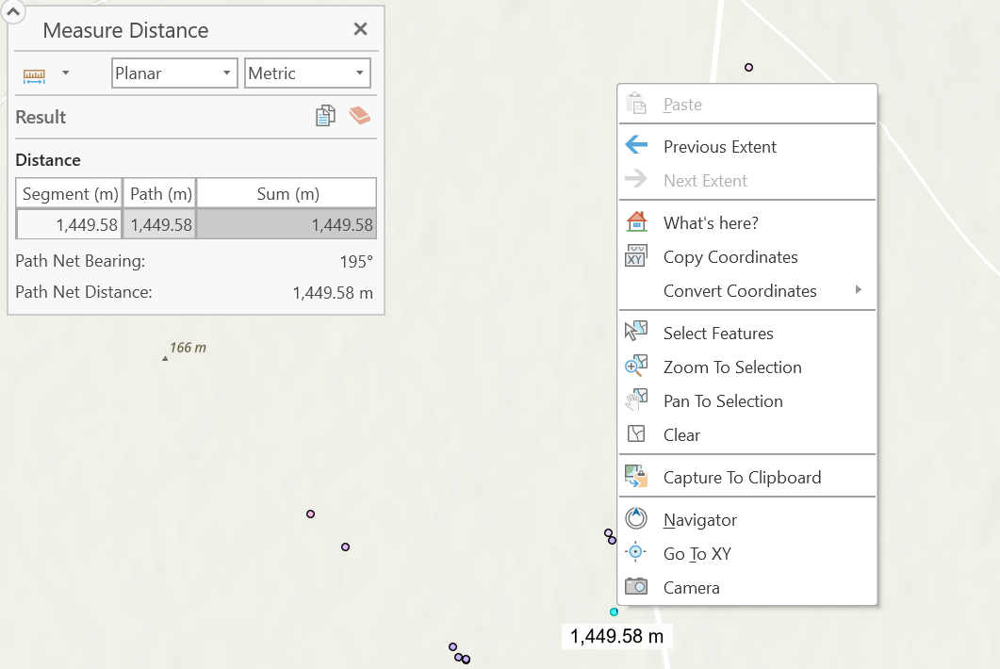 Measure Distance
Planar
Metric
Result
Distance
Segment (m) Path (m) Sum (m)
1,449.58 1,449.58 1,449.58
Path Net Bearing: 195°
Path Net Distance: 1,449.58 m
166 m
Paste
Previous Extent
Next Extent
What's here?
XY
Copy Coordinates
Convert Coordinates
Select Features
Zoom To Selection
Pan To Selection
Clear
Capture To Clipboard
Navigator
Go To XY
Camera
1,449.58 m